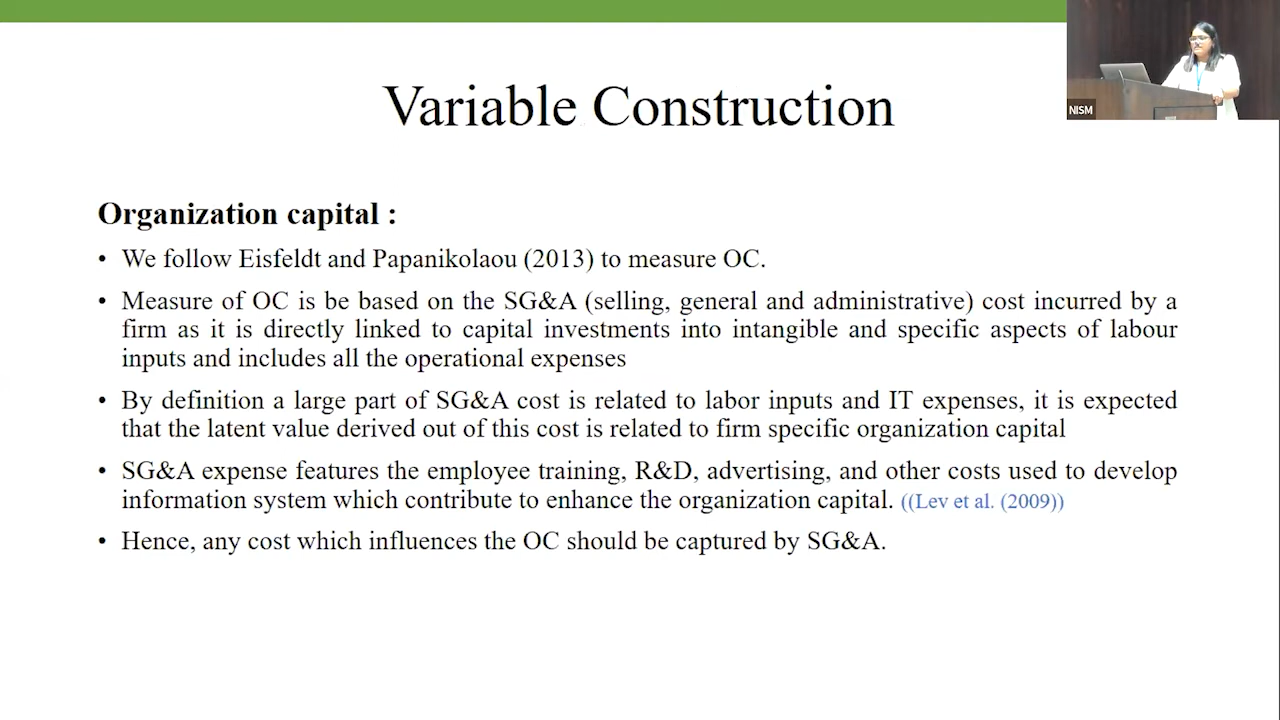 NISM
Variable Construction
Organization capital :
• We follow Eisfeldt and Papanikolaou (2013) to measure OC.
• Measure of OC is be based on the SG&A (selling, general and administrative) cost incurred by a
firm as it is directly linked to capital investments into intangible and specific aspects of labour
inputs and includes all the operational expenses
• By definition a large part of SG&A cost is related to labor inputs and IT expenses, it is expected
that the latent value derived out of this cost is related to firm specific organization capital
• SG&A expense features the employee training, R&D, advertising, and other costs used to develop
information system which contribute to enhance the organization capital. ((Lev et al. (2009))
• Hence, any cost which influences the OC should be captured by SG&A.